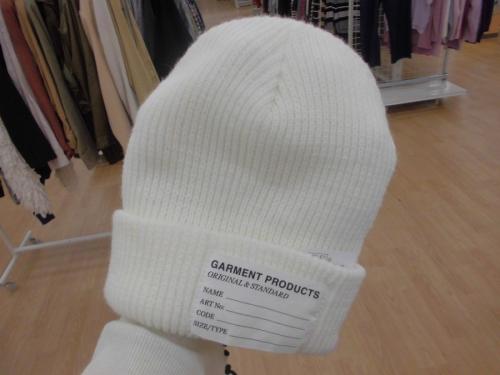 GARMENT PRODUCTS
ORIGINAL & STANDARD
NAME
ART No:
CODE
SIZE/TYPE